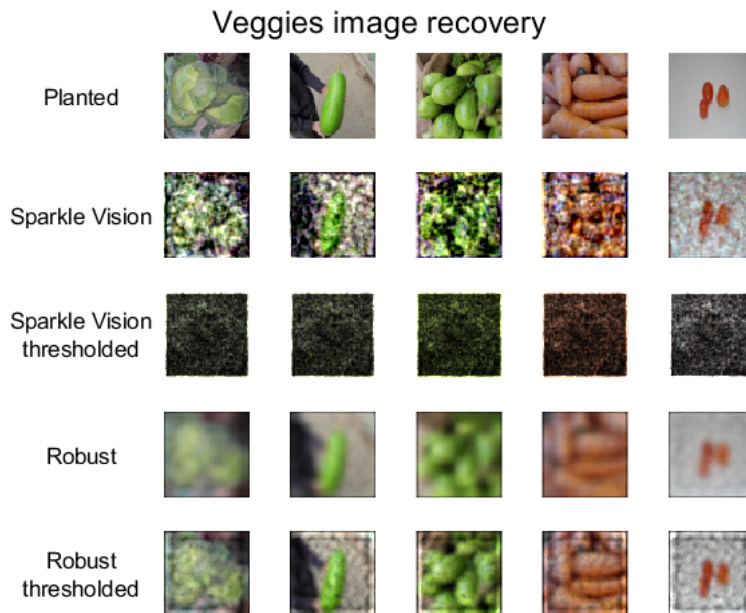 Veggies image recovery
Planted
Sparkle Vision
Sparkle Vision
thresholded
Robust
Robust
thresholded